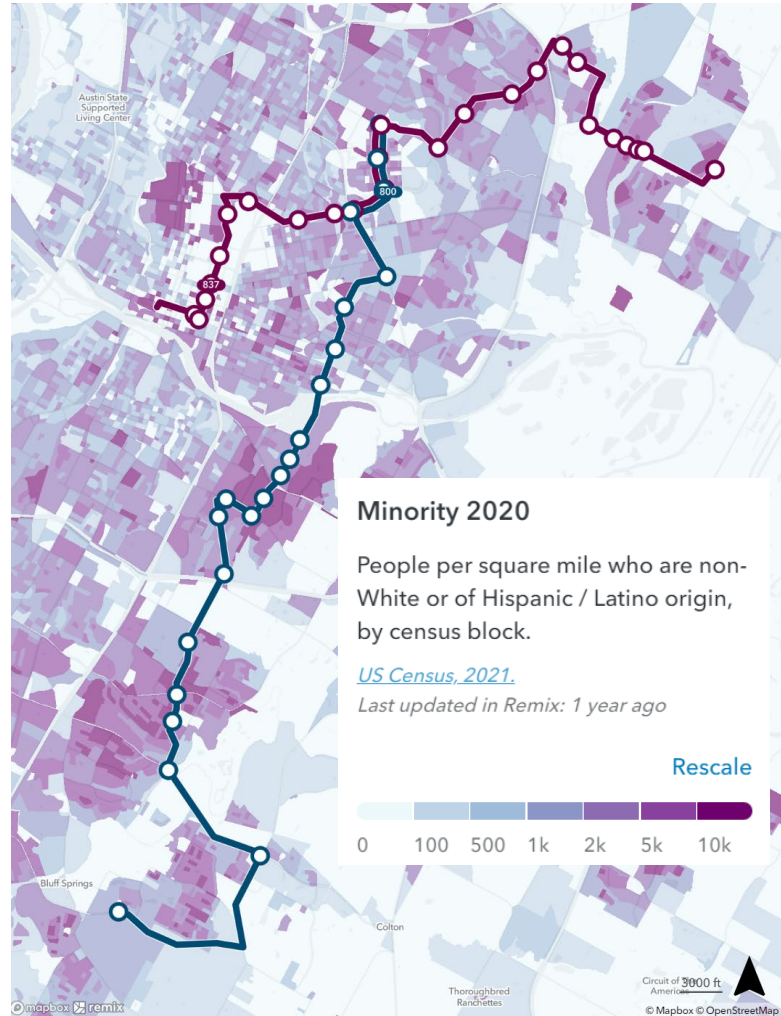 Austin State
Supported
Living Center
800
837
Minority 2020
People per square mile who are non-
White or of Hispanic / Latino origin,
by census block.
US Census, 2021.
Last updated in Remix: 1 year ago
Rescale
0 100 500 1k 2k 5k 10k
Bluff Springs
Colton
Thoroughbred
Ranchettes
Circuit of
3000 ft
mapbox remix
© Mapbox © OpenStreetMap